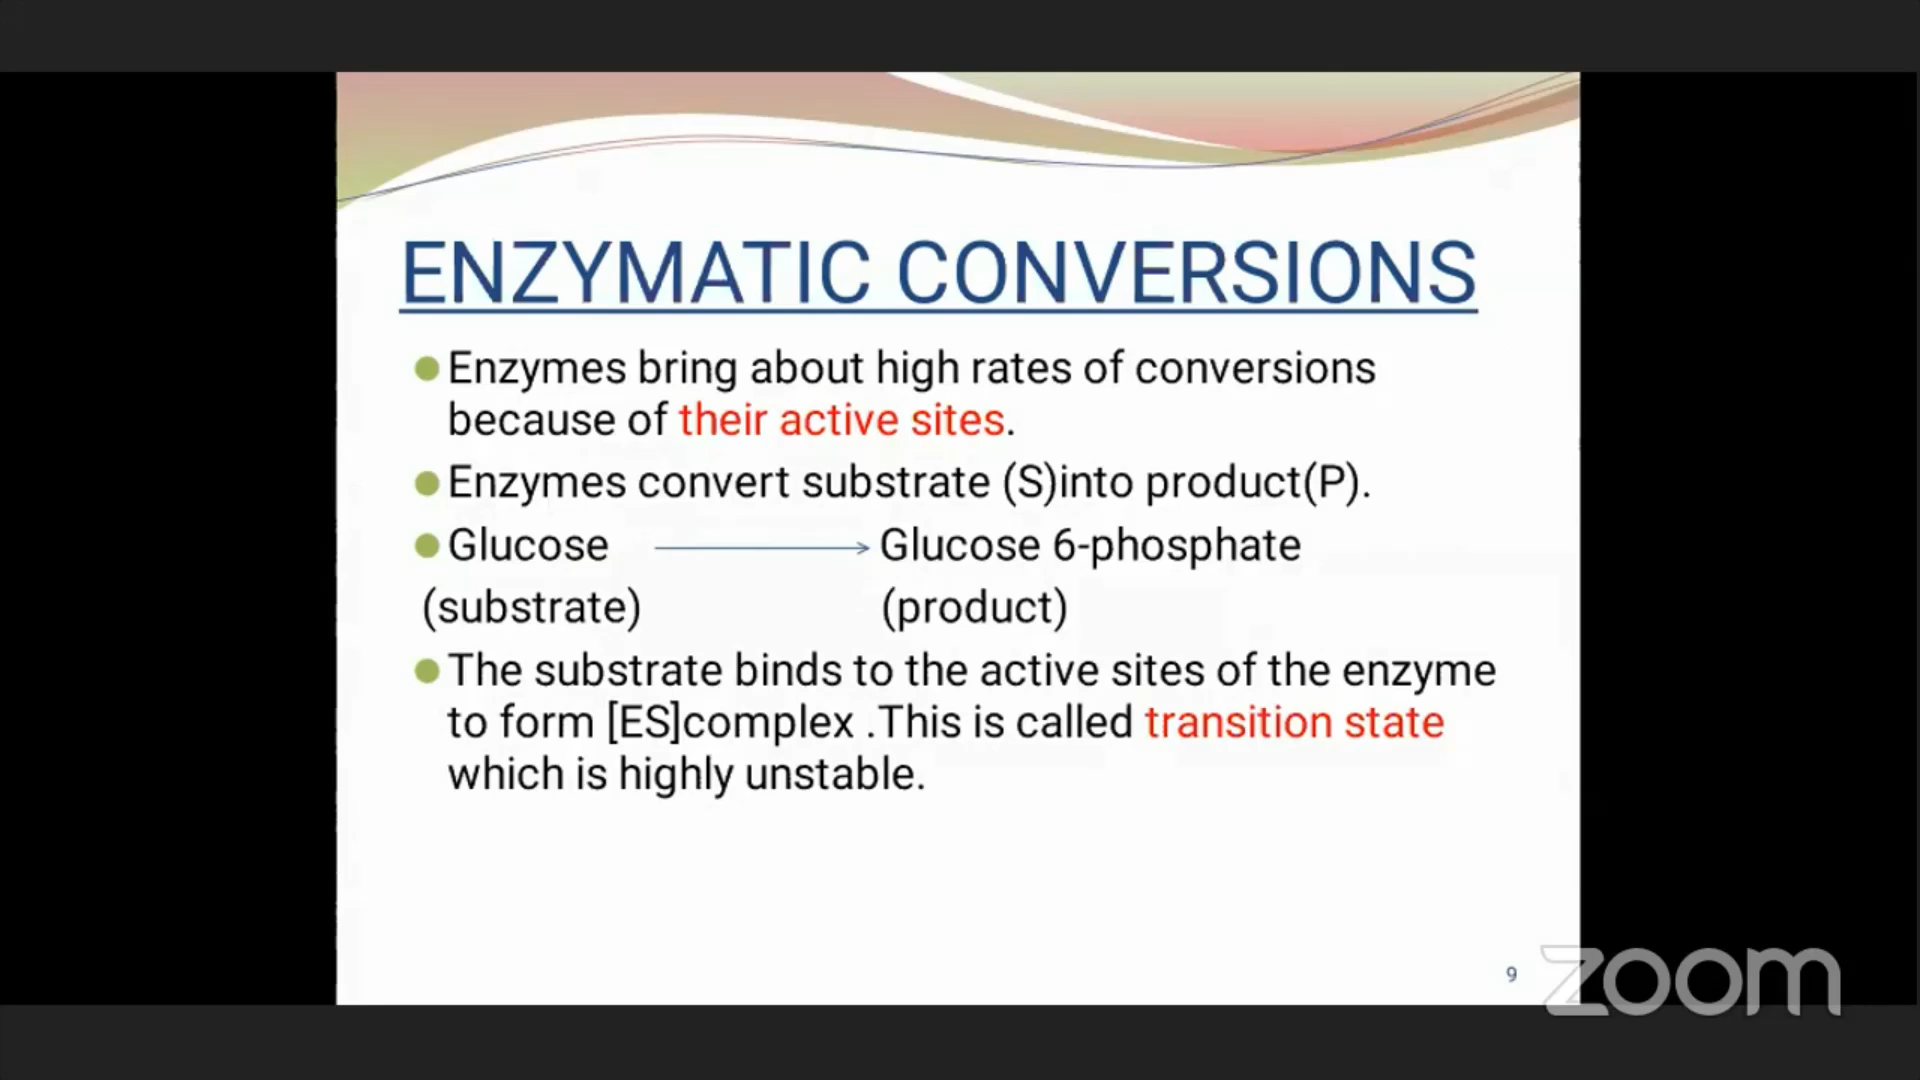 ENZYMATIC CONVERSIONS
Enzymes bring about high rates of conversions
because of their active sites.
Enzymes convert substrate (S)into product(P).
Glucose Glucose 6-phosphate
(substrate) (product)
The substrate binds to the active sites of the enzyme
to form [ES]complex .This is called transition state
which is highly unstable.
9
zoom